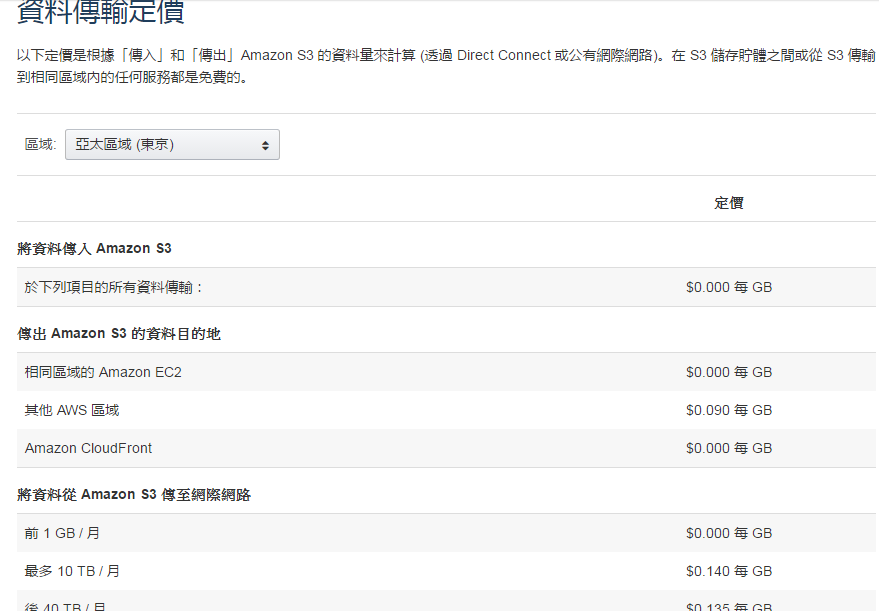 資料傳輸定價
以下定價是根據「傳入」和「傳出」Amazon S3 的資料量來計算 (透過 Direct Connect 或公有網際網路)。在 S3 儲存貯體之間或從 S3 傳輸
到相同區域內的任何服務都是免費的。
區域: 亞太區域 (東京)
定價
將資料傳入 Amazon S3
於下列項目的所有資料傳輸： $0.000 每 GB
傳出 Amazon S3 的資料目的地
相同區域的 Amazon EC2 $0.000 每 GB
其他 AWS 區域 $0.090 每 GB
Amazon CloudFront $0.000 每 GB
將資料從 Amazon S3 傳至網際網路
前 1 GB / 月 $0.000 每 GB
最多 10 TB / 月 $0.140 每 GB
後 40 TB / 月 $0.135 每 GB